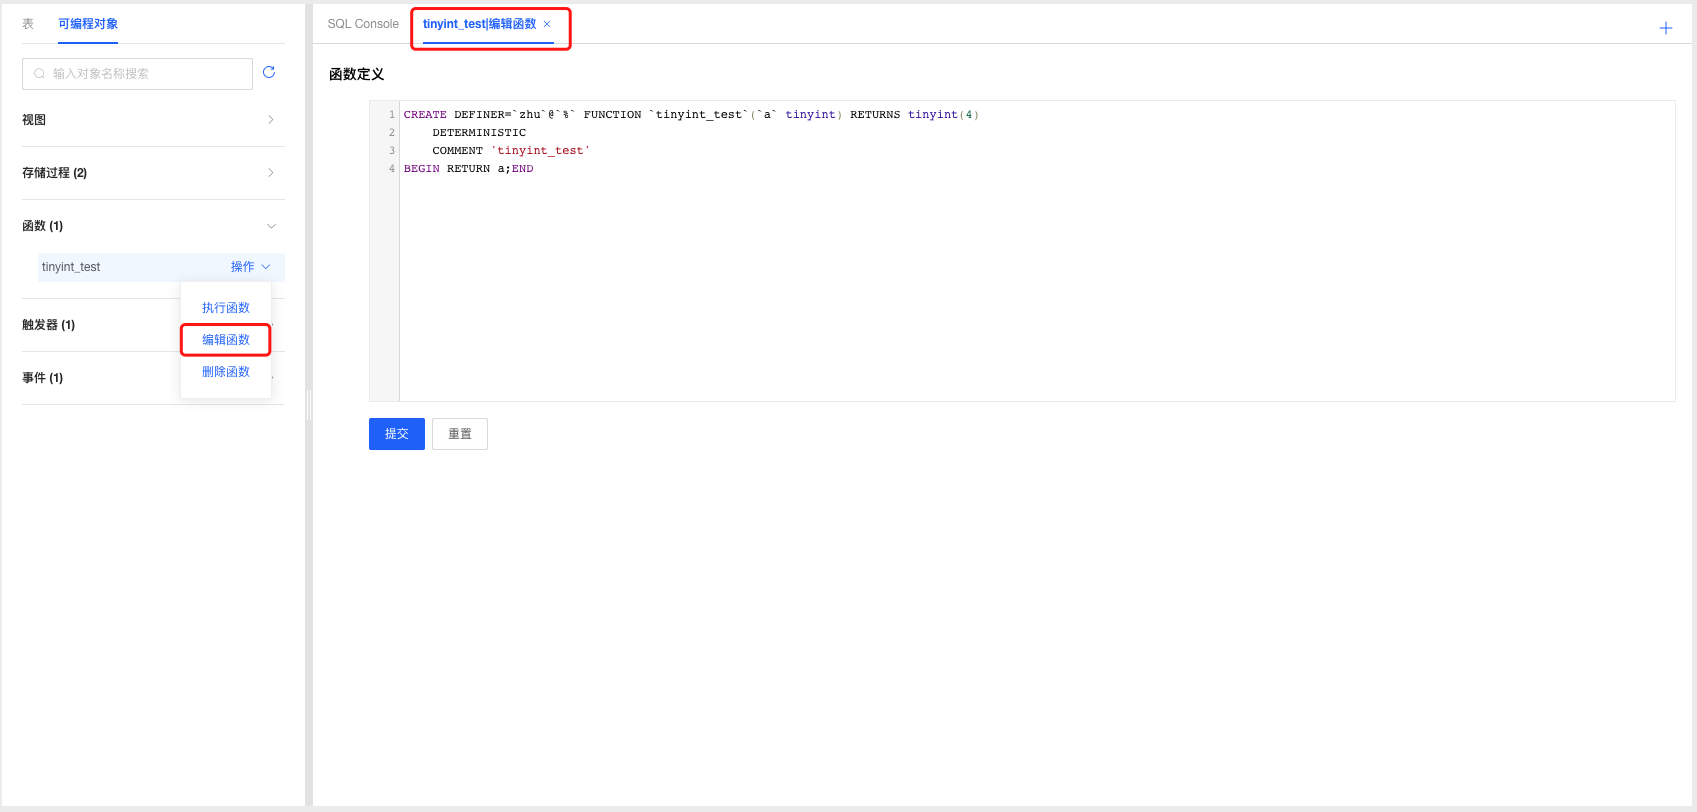 表 可编程对象
输入对象名称搜索
视图
存储过程 (2)
函数 (1)
tinyint_test 操作
执行函数
编辑函数
删除函数
触发器 (1)
事件 (1)
SQL Console tinyint_test|编辑函数 ×
函数定义
1 CREATE DEFINER=`zhu`@`%` FUNCTION `tinyint_test`(`a` tinyint) RETURNS tinyint(4)
2 DETERMINISTIC
3 COMMENT 'tinyint_test'
4 BEGIN RETURN a;END
提交 重置